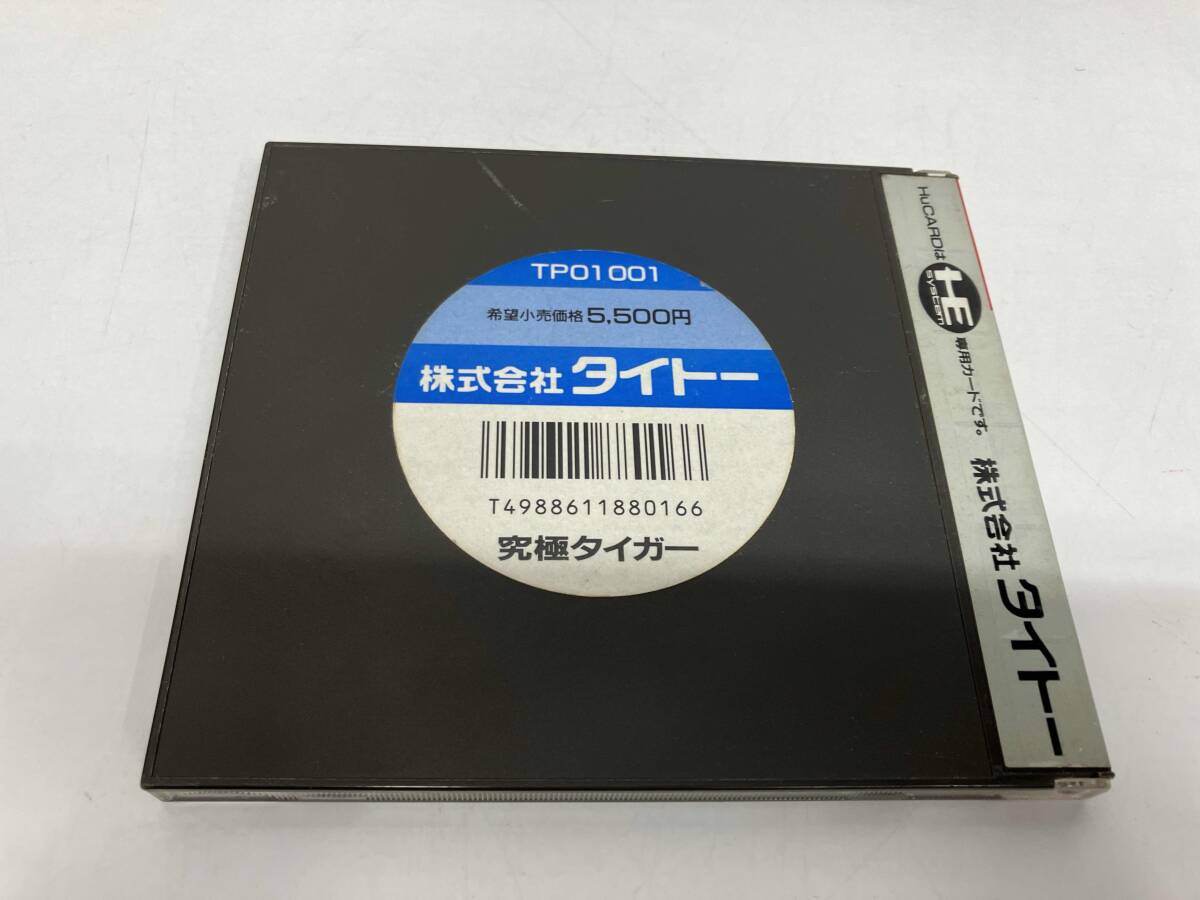 TP01001
希望小売価格 5,500円
株式会社 タイトー
T4988611880166
究極タイガー
HuCARDは HE system 専用カードです。 株式会社 タイトー